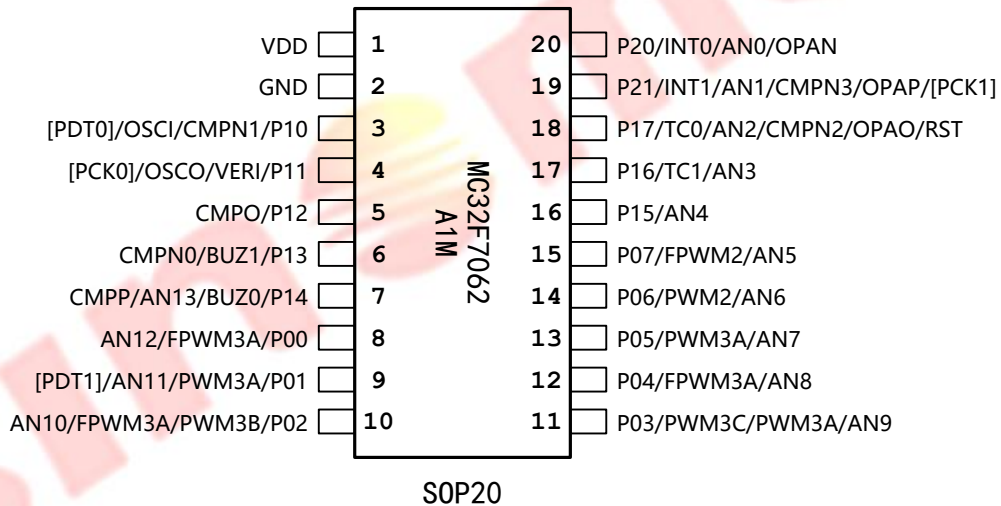 VDD 1 20 P20/INT0/AN0/OPAN
GND 2 19 P21/INT1/AN1/CMPN3/OPAP/[PCK1]
[PDT0]/OSCI/CMPN1/P10 3 18 P17/TC0/AN2/CMPN2/OPAO/RST
[PCK0]/OSCO/VERI/P11 4 17 P16/TC1/AN3
CMPO/P12 5 16 P15/AN4
CMPN0/BUZ1/P13 6 15 P07/FPWM2/AN5
CMPP/AN13/BUZ0/P14 7 14 P06/PWM2/AN6
AN12/FPWM3A/P00 8 13 P05/PWM3A/AN7
[PDT1]/AN11/PWM3A/P01 9 12 P04/FPWM3A/AN8
AN10/FPWM3A/PWM3B/P02 10 11 P03/PWM3C/PWM3A/AN9
MC32F7062
A1M
SOP20